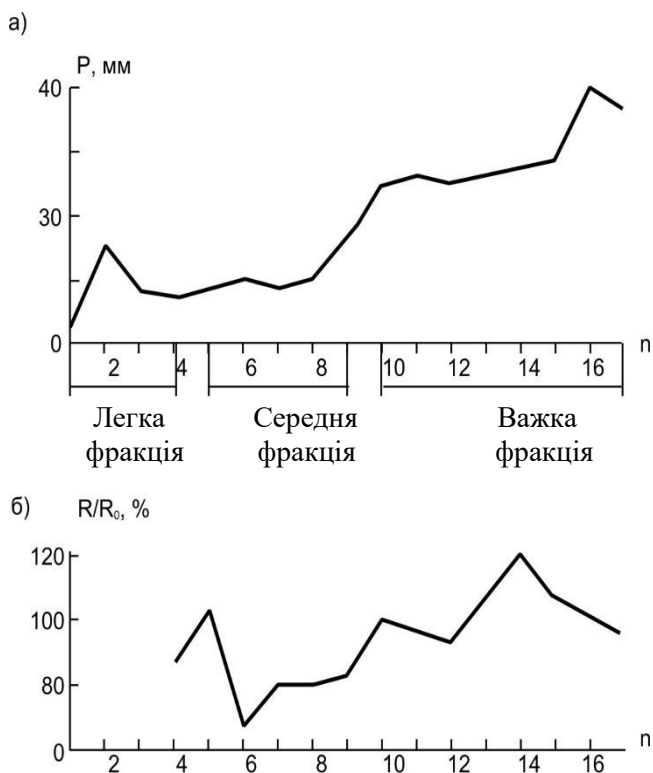 а)
P, мм
40
30
0
2 4 6 8 10 12 14 16 n
Легка Середня Важка
фракція фракція фракція
б) R/R₀, %
120
100
80
0
2 4 6 8 10 12 14 16 n